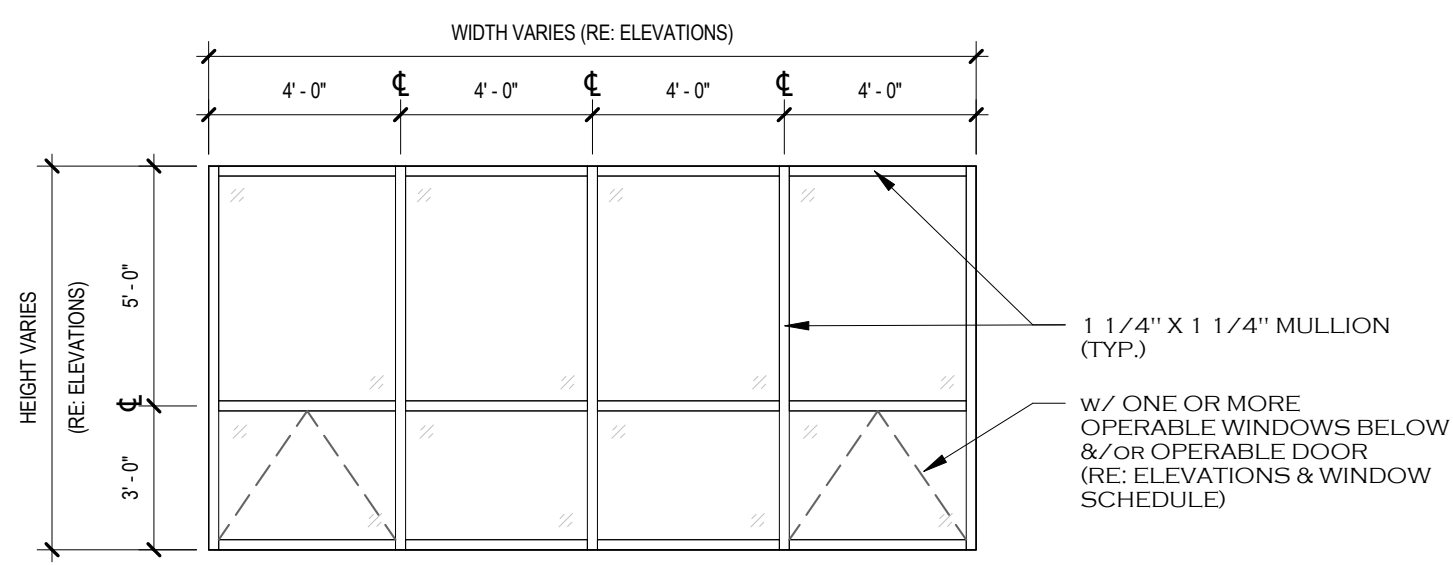 WIDTH VARIES (RE: ELEVATIONS)
4' - 0" ℄ 4' - 0" ℄ 4' - 0" ℄ 4' - 0"
HEIGHT VARIES
(RE: ELEVATIONS)
5' - 0"
℄
3' - 0"
1 1/4" X 1 1/4" MULLION
(TYP.)
W/ ONE OR MORE
OPERABLE WINDOWS BELOW
&/OR OPERABLE DOOR
(RE: ELEVATIONS & WINDOW
SCHEDULE)